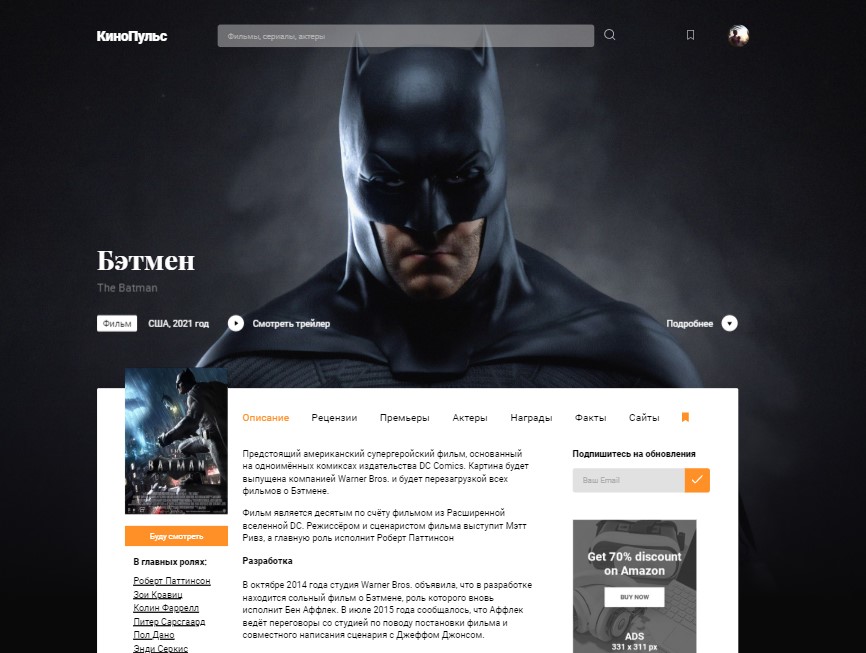 КиноПульс
Фильмы, сериалы, актеры
Бэтмен
The Batman
Фильм
США, 2021 год
Смотреть трейлер
Подробнее
THE
BATMAN
Описание
Рецензии
Премьеры
Актеры
Награды
Факты
Сайты
Предстоящий американский супергеройский фильм, основанный
на одноимённых комиксах издательства DC Comics. Картина будет
выпущена компанией Warner Bros. и будет перезагрузкой всех
фильмов о Бэтмене.
Фильм является десятым по счёту фильмом из Расширенной
вселенной DC. Режиссёром и сценаристом фильма выступит Мэтт
Ривз, а главную роль исполнит Роберт Паттинсон
Разработка
В октябре 2014 года студия Warner Bros. объявила, что в разработке
находится сольный фильм о Бэтмене, роль которого вновь
исполнит Бен Аффлек. В июле 2015 года сообщалось, что Аффлек
ведёт переговоры со студией по поводу постановки фильма и
совместного написания сценария с Джеффом Джонсом.
Буду смотреть
В главных ролях:
Роберт Паттинсон
Зои Кравиц
Колин Фаррелл
Питер Сарсгаард
Пол Дано
Энди Серкис
Подпишитесь на обновления
Ваш Email
Get 70% discount
on Amazon
BUY NOW
ADS
331 x 311 px